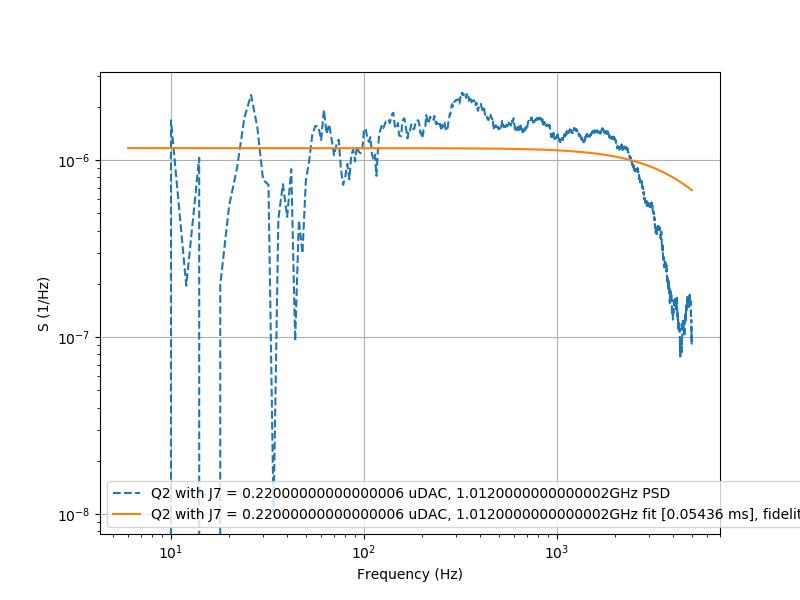 S (1/Hz)
10⁻⁶
10⁻⁷
10⁻⁸
Q2 with J7 = 0.22000000000000006 uDAC, 1.0120000000000002GHz PSD
Q2 with J7 = 0.22000000000000006 uDAC, 1.0120000000000002GHz fit [0.05436 ms], fidelit
10¹ 10² 10³
Frequency (Hz)